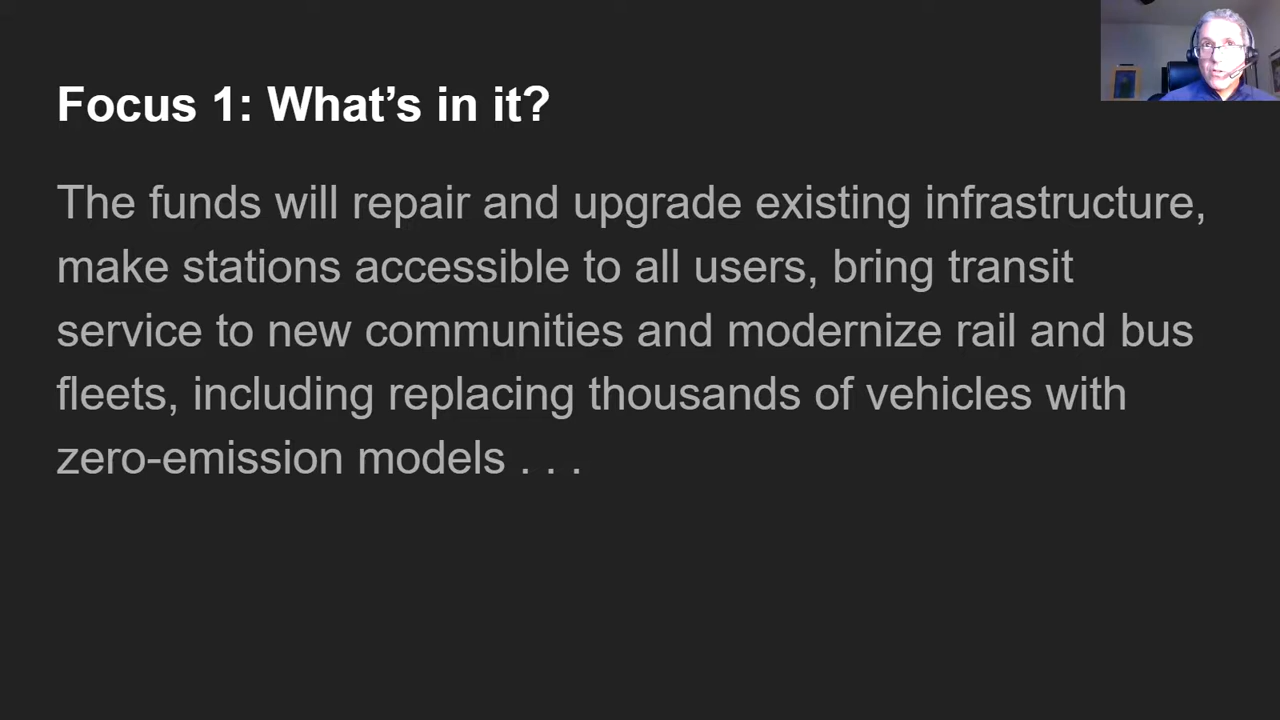 Focus 1: What’s in it?
The funds will repair and upgrade existing infrastructure,
make stations accessible to all users, bring transit
service to new communities and modernize rail and bus
fleets, including replacing thousands of vehicles with
zero-emission models . . .